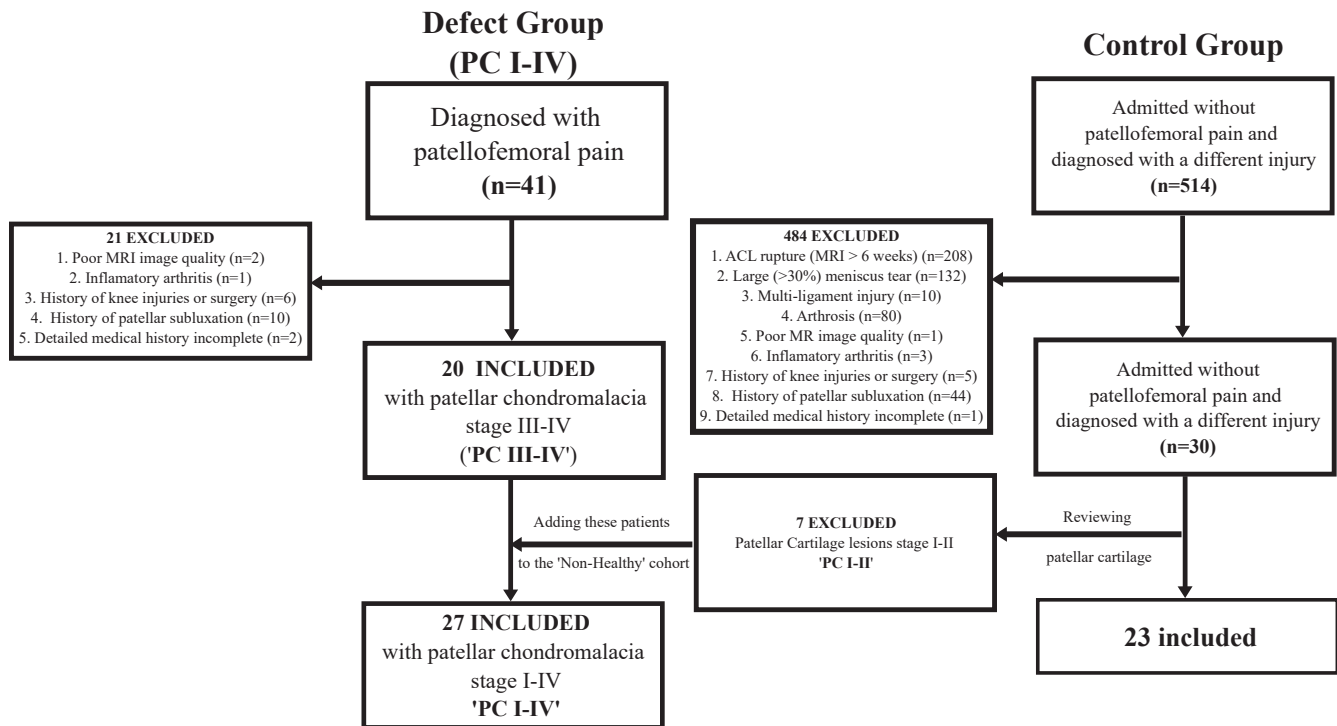 Defect Group
(PC I-IV)
Diagnosed with
patellofemoral pain
(n=41)
21 EXCLUDED
1. Poor MRI image quality (n=2)
2. Inflamatory arthritis (n=1)
3. History of knee injuries or surgery (n=6)
4.  History of patellar subluxation (n=10)
5. Detailed medical history incomplete (n=2)
20  INCLUDED
with patellar chondromalacia
stage III-IV
('PC III-IV')
27 INCLUDED
with patellar chondromalacia
stage I-IV
'PC I-IV'
Control Group
Admitted without
patellofemoral pain and
diagnosed with a different injury
(n=514)
484 EXCLUDED
1. ACL rupture (MRI > 6 weeks) (n=208)
2. Large (>30%) meniscus tear (n=132)
3. Multi-ligament injury (n=10)
4. Arthrosis (n=80)
5. Poor MR image quality (n=1)
6. Inflamatory arthritis (n=3)
7. History of knee injuries or surgery (n=5)
8.  History of patellar subluxation (n=44)
9. Detailed medical history incomplete (n=1)
Admitted without
patellofemoral pain and
diagnosed with a different injury
(n=30)
Reviewing
patellar cartilage
7 EXCLUDED
Patellar Cartilage lesions stage I-II
'PC I-II'
Adding these patients
to the 'Non-Healthy' cohort
23 included